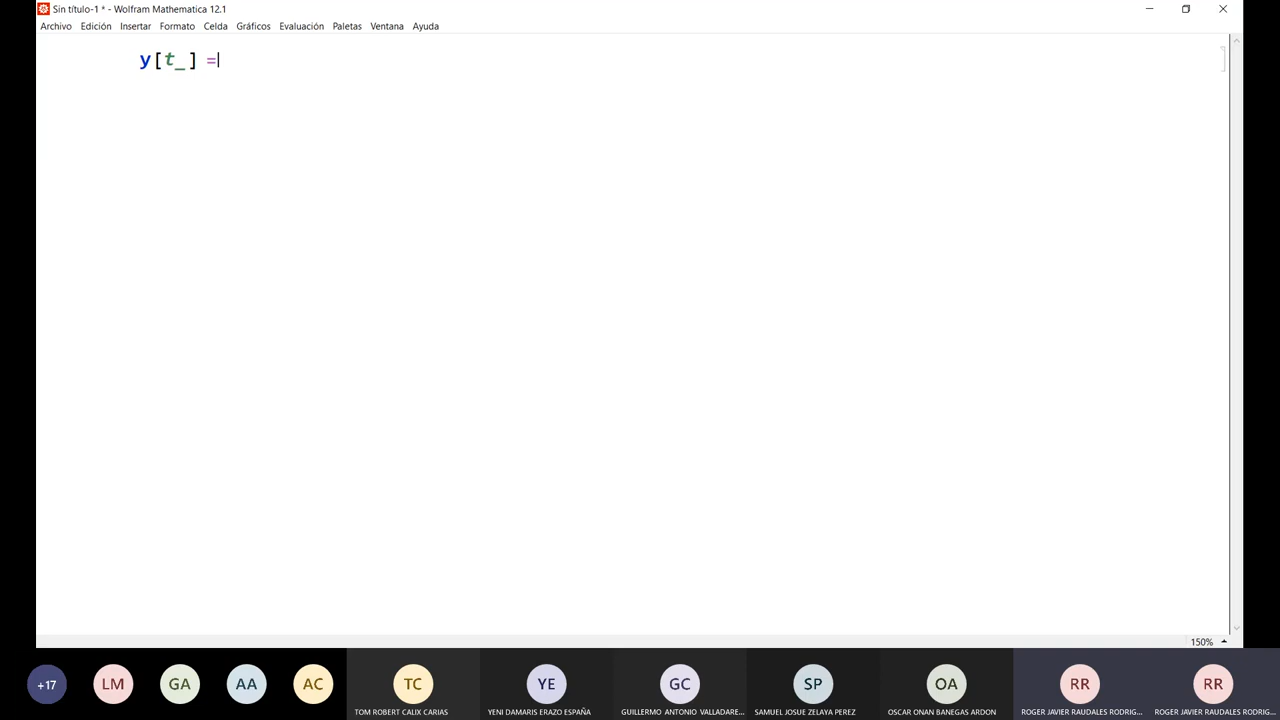 Sin título-1 * - Wolfram Mathematica 12.1
Archivo Edición Insertar Formato Celda Gráficos Evaluación Paletas Ventana Ayuda
y[t_] =
150%
+17 LM GA AA AC TC YE GC SP OA RR RR
TOM ROBERT CALIX CARIAS YENI DAMARIS ERAZO ESPAÑA GUILLERMO ANTONIO VALLADARE... SAMUEL JOSUE ZELAYA PEREZ OSCAR ONAN BANEGAS ARDON ROGER JAVIER RAUDALES RODRIG... ROGER JAVIER RAUDALES RODRIG...